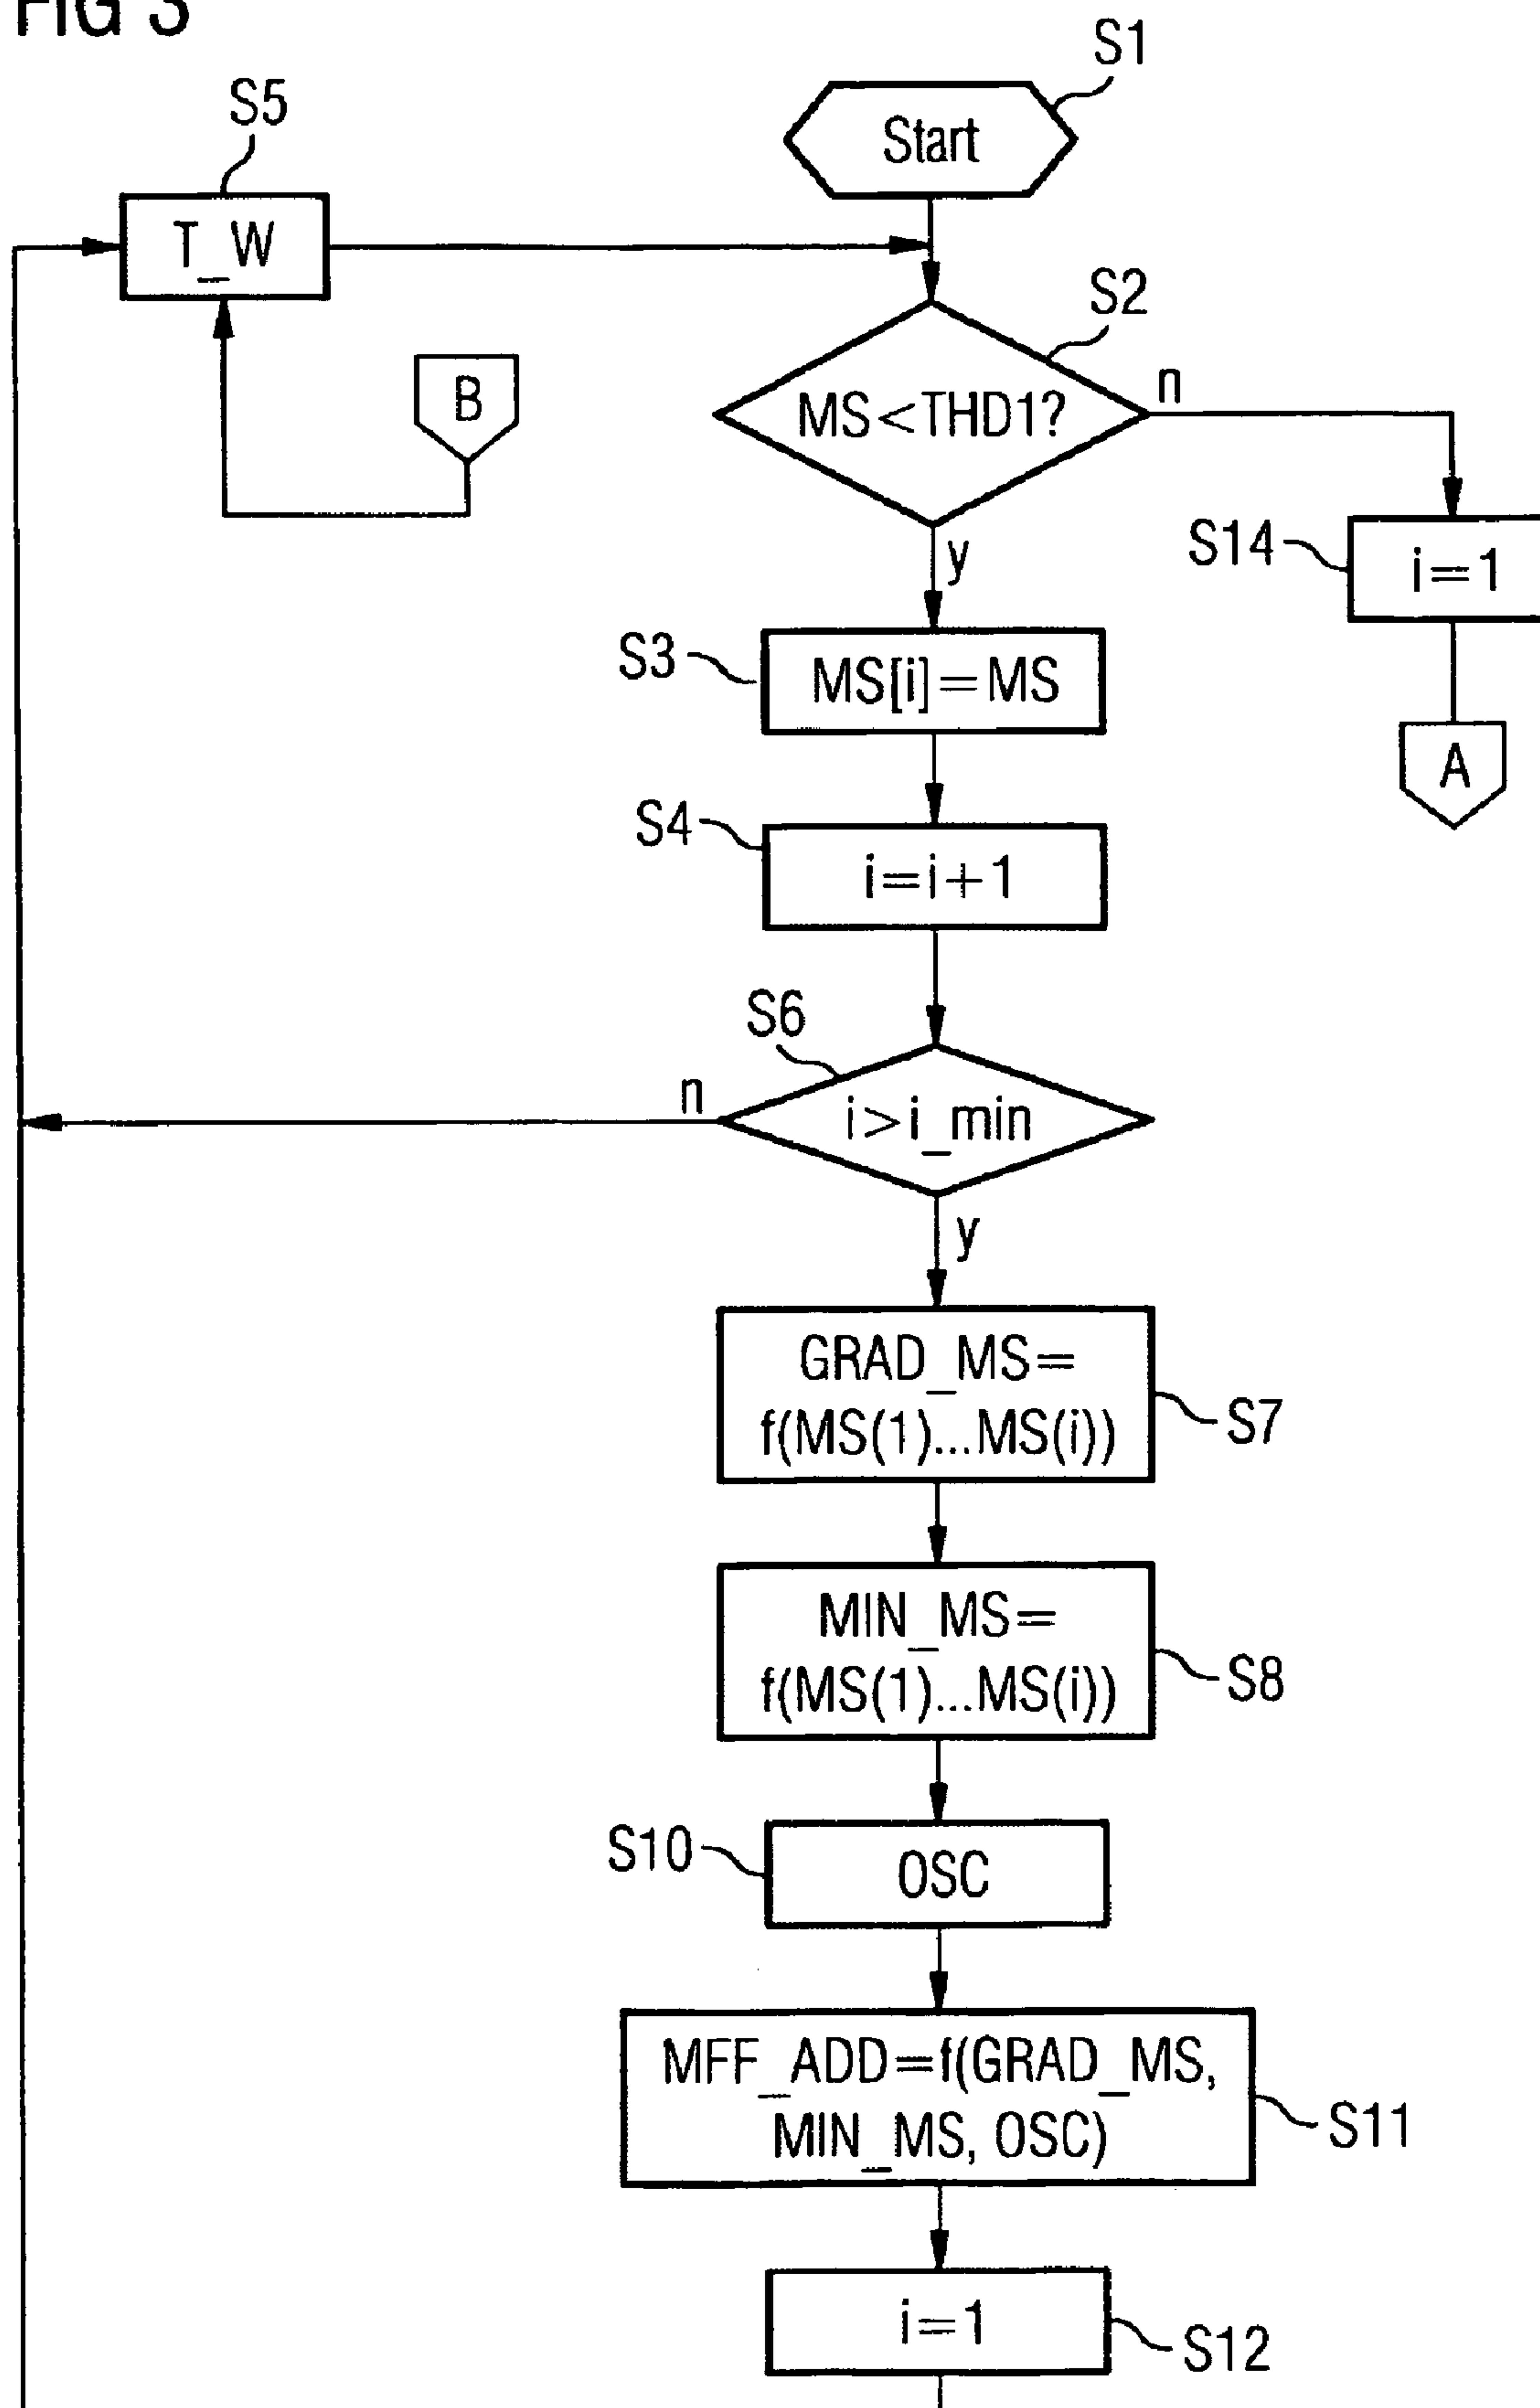 FIG 3
S1
Start
S5
T_W
S2
MS<THD1?
n
B
y
S14
i=1
S3
MS[i]=MS
A
S4
i=i+1
S6
n
i>i_min
y
GRAD_MS=
f(MS(1)...MS(i))
S7
MIN_MS=
f(MS(1)...MS(i))
S8
S10
OSC
MFF_ADD=f(GRAD_MS,
MIN_MS, OSC)
S11
i=1
S12